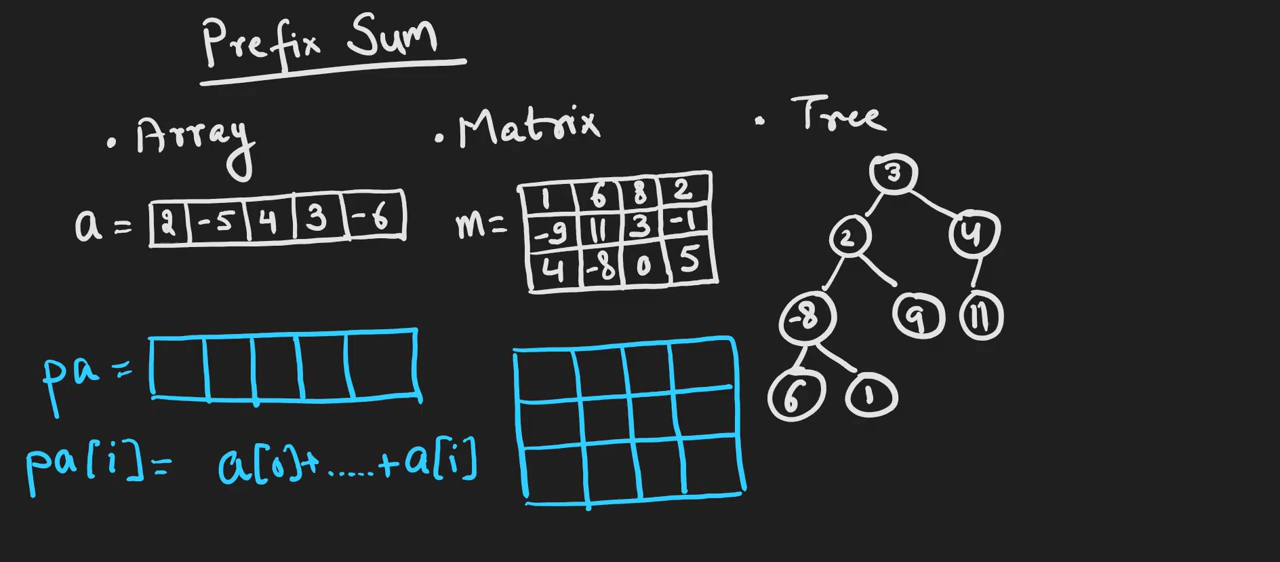 Prefix Sum
• Array
a = 2 -5 4 3 -6
pa =
pa[i] = a[0]+.....+a[i]
• Matrix
m= 1 6 8 2
-9 11 3 -1
4 -8 0 5
• Tree
3
2 4
-8 9 11
6 1